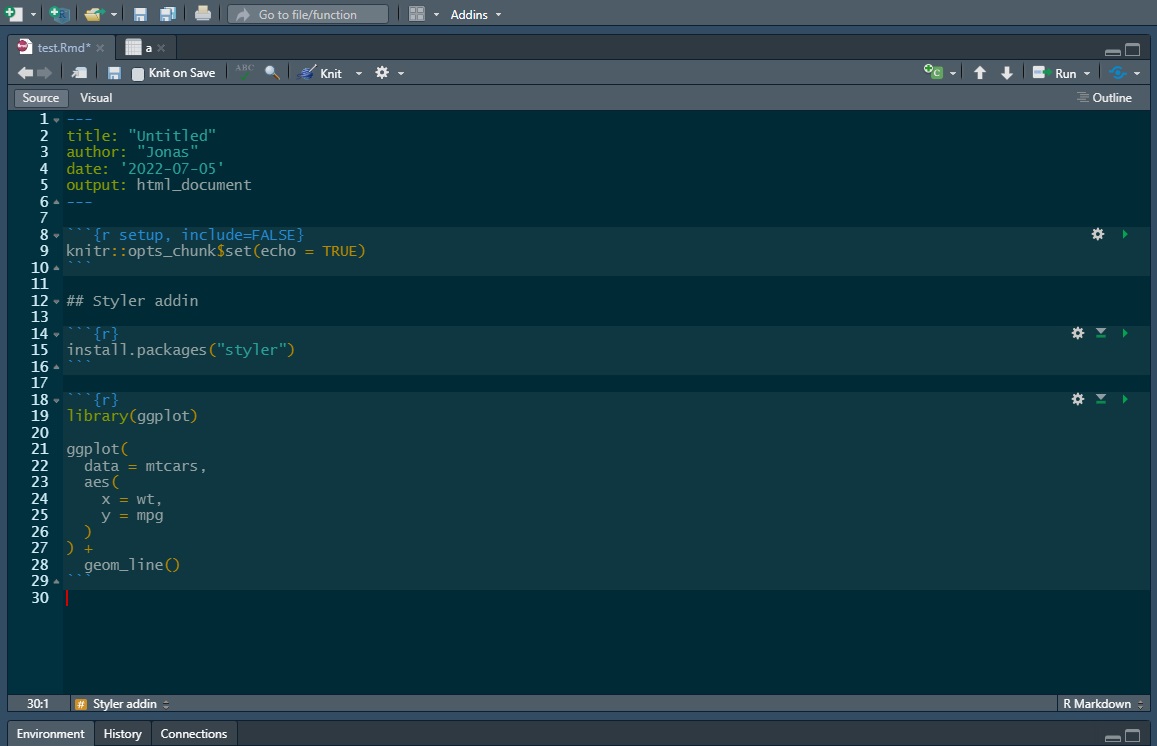 Go to file/function Addins
test.Rmd* a
Knit on Save ABC Knit C Run
Source Visual Outline
1 ---
2 title: "Untitled"
3 author: "Jonas"
4 date: '2022-07-05'
5 output: html_document
6 ---
7
8 ```{r setup, include=FALSE}
9 knitr::opts_chunk$set(echo = TRUE)
10 ```
11
12 ## Styler addin
13
14 ```{r}
15 install.packages("styler")
16 ```
17
18 ```{r}
19 library(ggplot)
20
21 ggplot(
22   data = mtcars,
23   aes(
24     x = wt,
25     y = mpg
26   )
27 ) +
28   geom_line()
29 ```
30
30:1 # Styler addin R Markdown
Environment History Connections